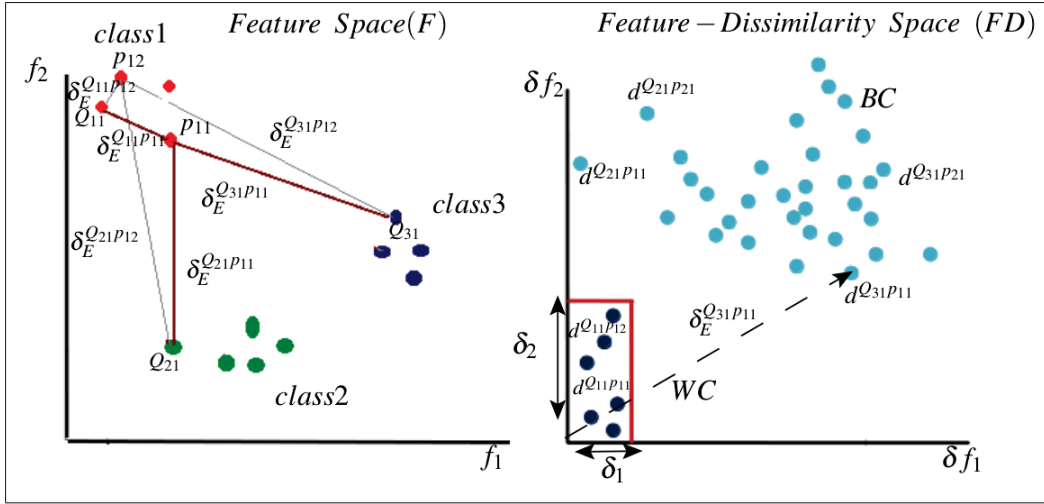 Feature Space(F)
class1
p12
f2
δE^Q11p12
Q11
p11
δE^Q11p11
δE^Q31p12
δE^Q31p11
class3
Q31
δE^Q21p12
δE^Q21p11
Q21
class2
f1
Feature−Dissimilarity Space (FD)
δf2
d^Q21p21
BC
d^Q21p11
d^Q31p21
d^Q31p11
δE^Q31p11
d^Q11p12
δ2
d^Q11p11
WC
δ1
δf1